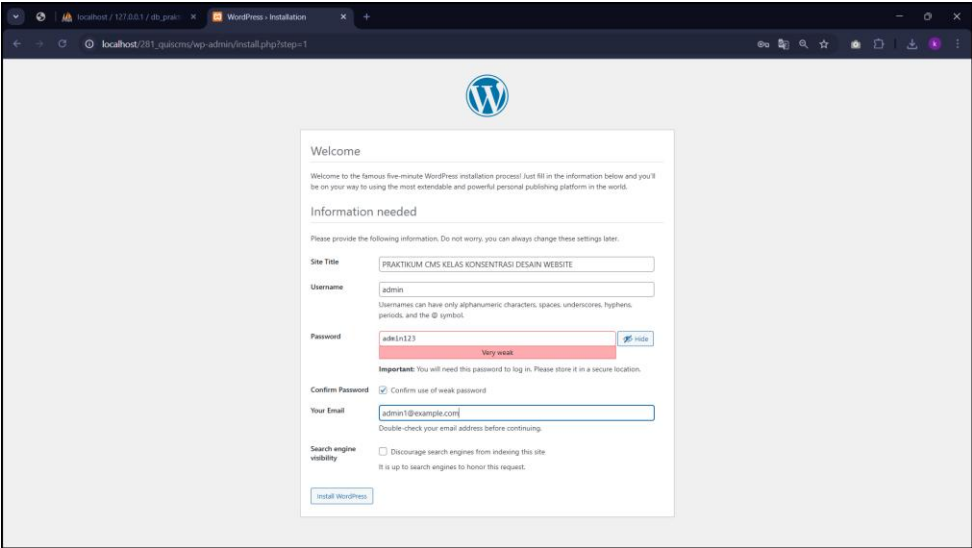 localhost / 127.0.0.1 / db_prakt
WordPress › Installation
localhost/281_quiscms/wp-admin/install.php?step=1
Welcome
Welcome to the famous five-minute WordPress installation process! Just fill in the information below and you'll
be on your way to using the most extendable and powerful personal publishing platform in the world.
Information needed
Please provide the following information. Do not worry, you can always change these settings later.
Site Title
PRAKTIKUM CMS KELAS KONSENTRASI DESAIN WEBSITE
Username
admin
Usernames can have only alphanumeric characters, spaces, underscores, hyphens,
periods, and the @ symbol.
Password
admin123
Hide
Very weak
Important: You will need this password to log in. Please store it in a secure location.
Confirm Password
Confirm use of weak password
Your Email
admin1@example.com
Double-check your email address before continuing.
Search engine
visibility
Discourage search engines from indexing this site
It is up to search engines to honor this request.
Install WordPress